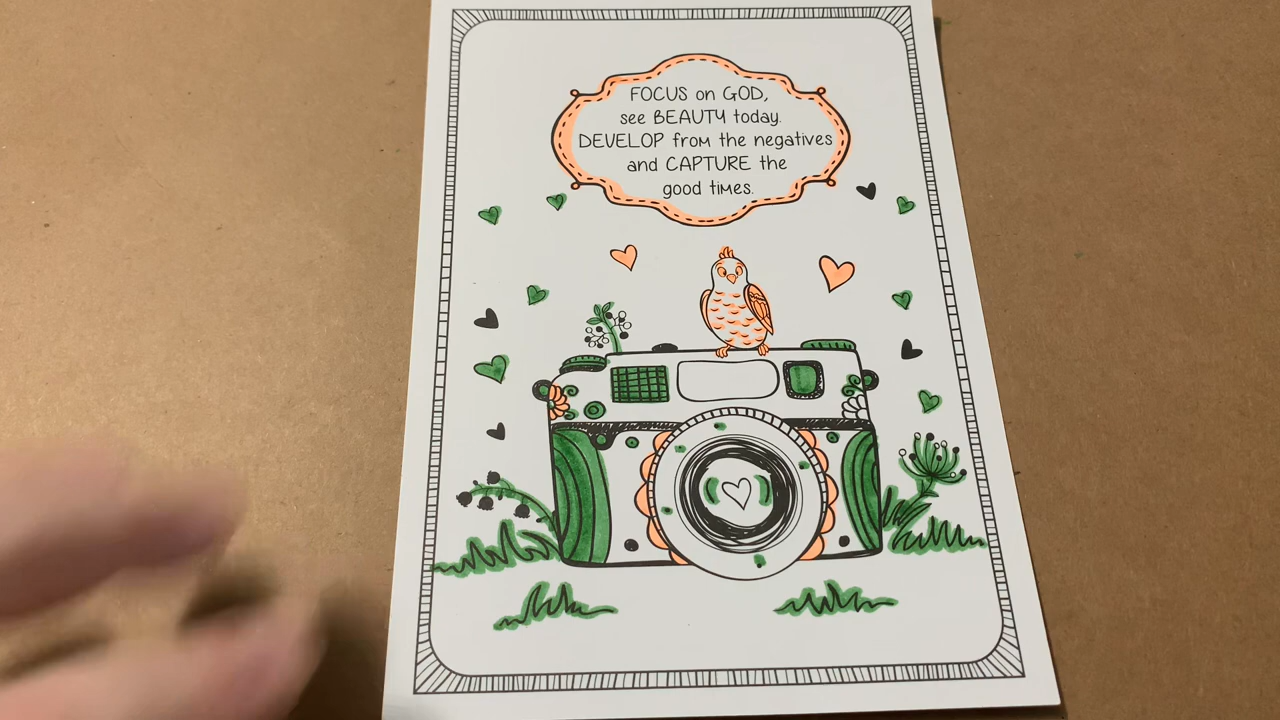 FOCUS on GOD,
see BEAUTY today.
DEVELOP from the negatives
and CAPTURE the
good times.